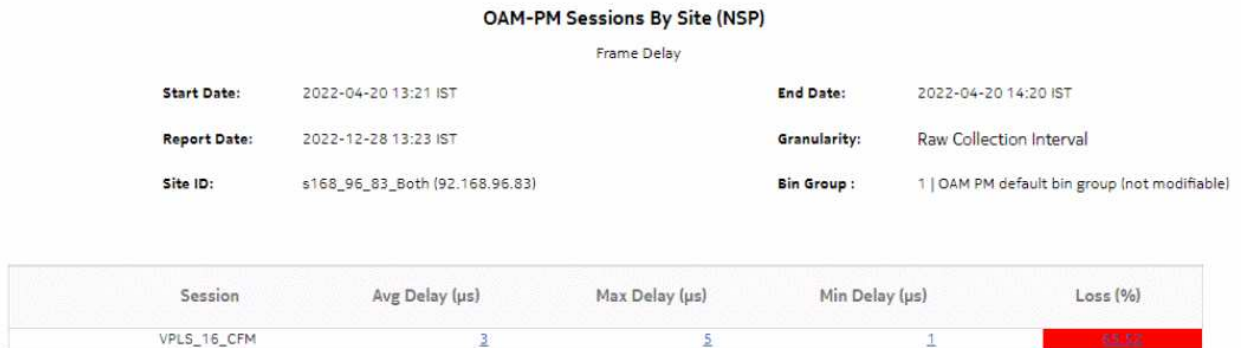 OAM-PM Sessions By Site (NSP)
Frame Delay
Start Date: 2022-04-20 13:21 IST End Date: 2022-04-20 14:20 IST
Report Date: 2022-12-28 13:23 IST Granularity: Raw Collection Interval
Site ID: s168_96_83_Both (92.168.96.83) Bin Group : 1 | OAM PM default bin group (not modifiable)
Session Avg Delay (µs) Max Delay (µs) Min Delay (µs) Loss (%)
VPLS_16_CFM 3 5 1